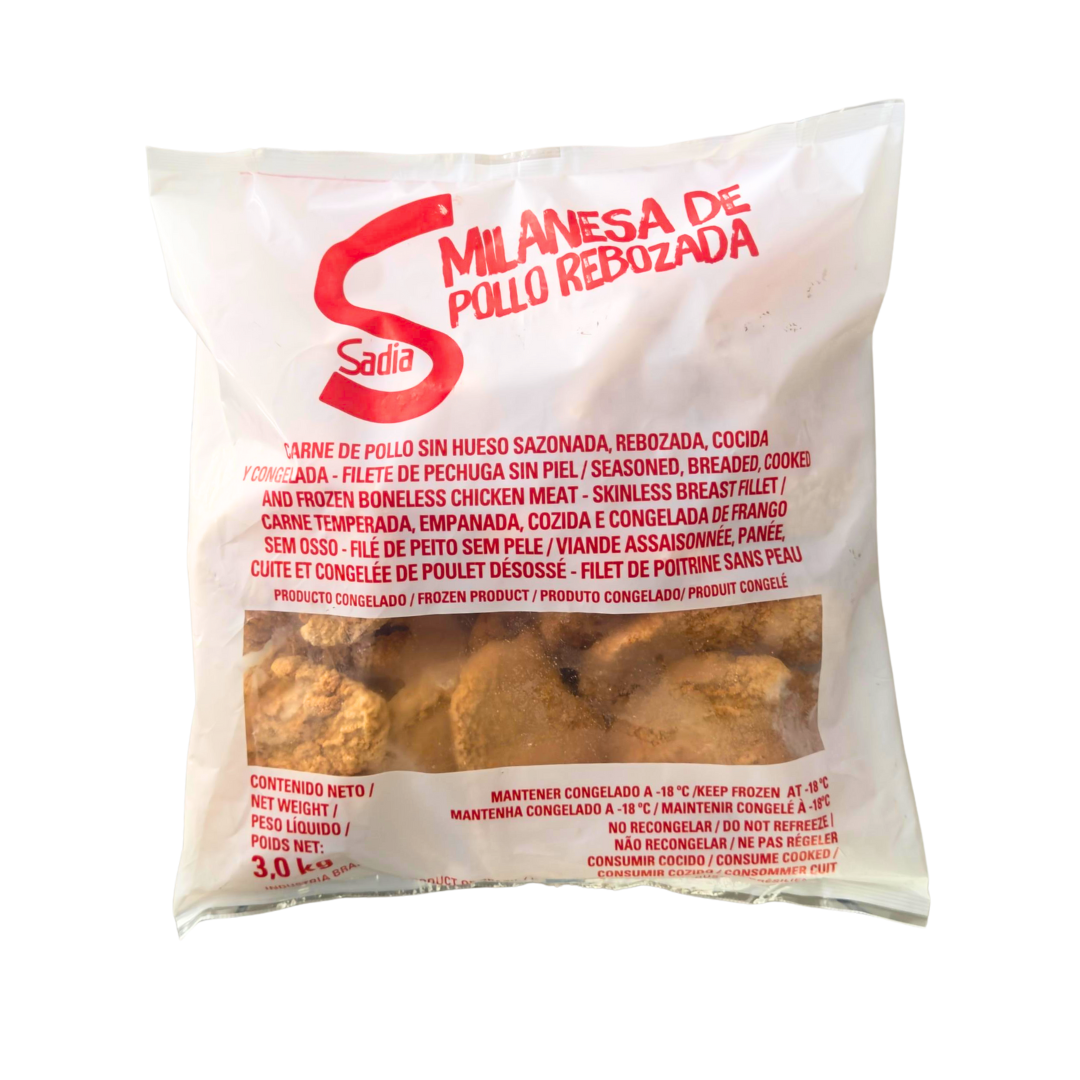 MILANESA DE
POLLO REBOZADA
S
Sadia
CARNE DE POLLO SIN HUESO SAZONADA, REBOZADA, COCIDA
Y CONGELADA - FILETE DE PECHUGA SIN PIEL / SEASONED, BREADED, COOKED
AND FROZEN BONELESS CHICKEN MEAT - SKINLESS BREAST FILLET /
CARNE TEMPERADA, EMPANADA, COZIDA E CONGELADA DE FRANGO
SEM OSSO - FILÉ DE PEITO SEM PELE / VIANDE ASSAISONNÉE, PANÉE,
CUITE ET CONGELÉE DE POULET DÉSOSSÉ - FILET DE POITRINE SANS PEAU
PRODUCTO CONGELADO / FROZEN PRODUCT / PRODUTO CONGELADO/ PRODUIT CONGELÉ
CONTENIDO NETO /
NET WEIGHT /
PESO LÍQUIDO /
POIDS NET:
3,0 kg
INDUSTRIA
MANTENER CONGELADO A -18 ºC /KEEP FROZEN AT -18 ºC
MANTENHA CONGELADO A -18 ºC / MAINTENIR CONGELÉ À -18ºC
NO RECONGELAR / DO NOT REFREEZE /
NÃO RECONGELAR / NE PAS RÉGELER
CONSUMIR COCIDO / CONSUME COOKED /
CONSUMIR COZIDO / CONSOMMER CUIT